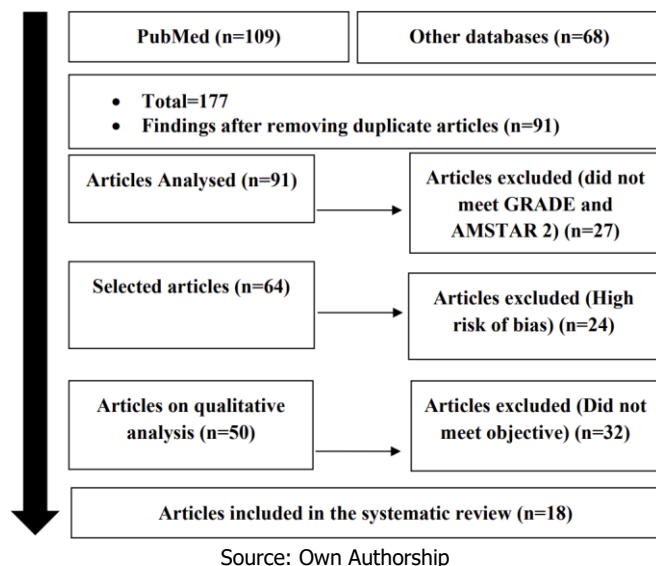 PubMed (n=109)
Other databases (n=68)
• Total=177
• Findings after removing duplicate articles (n=91)
Articles Analysed (n=91)
Articles excluded (did not
meet GRADE and
AMSTAR 2) (n=27)
Selected articles (n=64)
Articles excluded (High
risk of bias) (n=24)
Articles on qualitative
analysis (n=50)
Articles excluded (Did not
meet objective) (n=32)
Articles included in the systematic review (n=18)
Source: Own Authorship